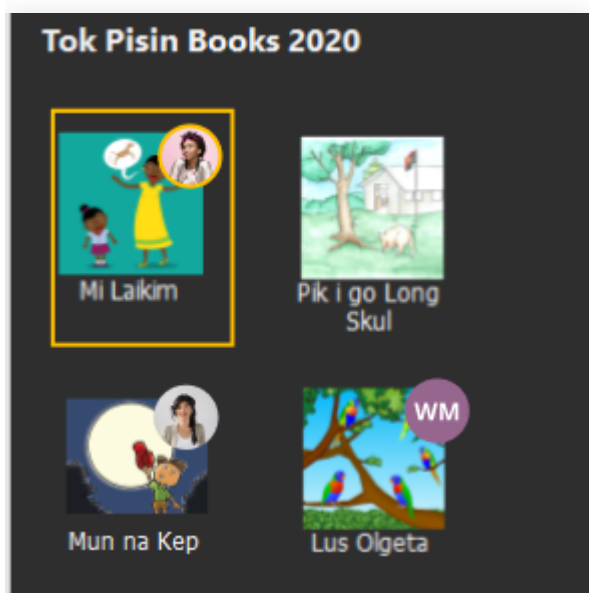 Tok Pisin Books 2020
Mi Laikim
Pik i go Long
Skul
WM
Mun na Kep
Lus Olgeta